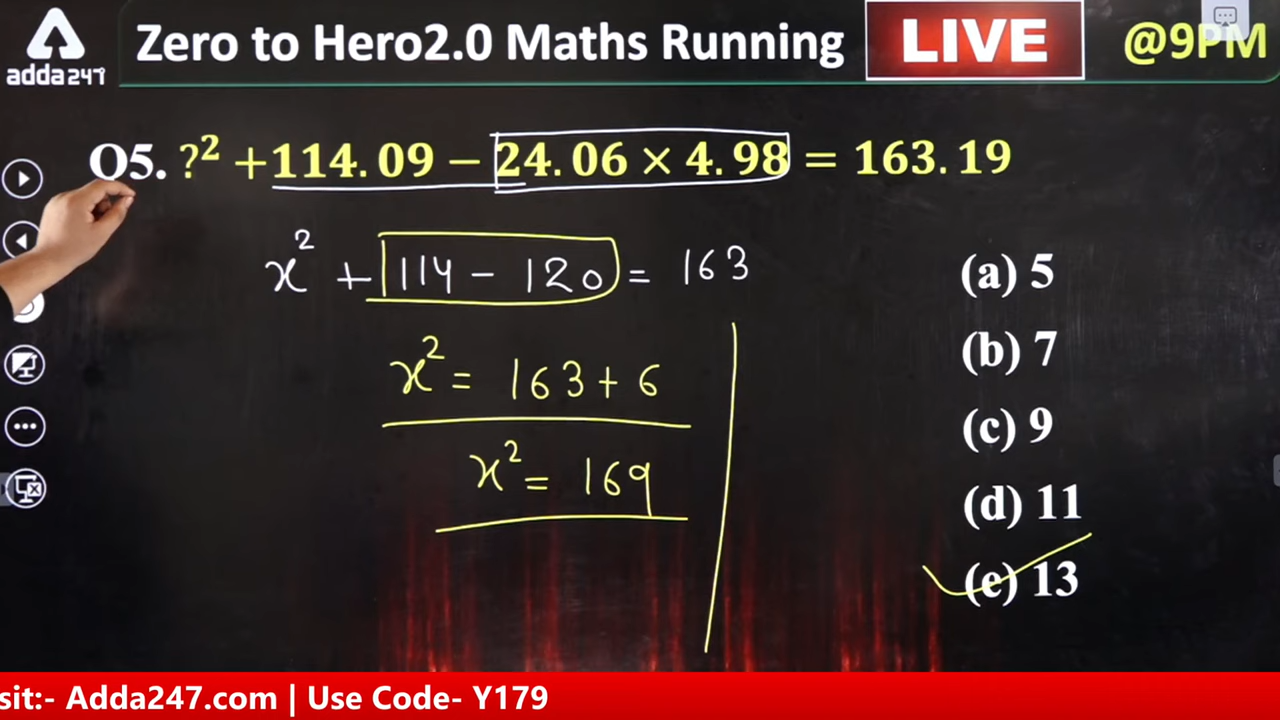 adda247
Zero to Hero2.0 Maths Running LIVE @9PM
Q5. ?² + 114.09 − 24.06 × 4.98 = 163.19
x² + 114 − 120 = 163
x² = 163 + 6
x² = 169
(a) 5
(b) 7
(c) 9
(d) 11
(e) 13
sit:- Adda247.com | Use Code- Y179